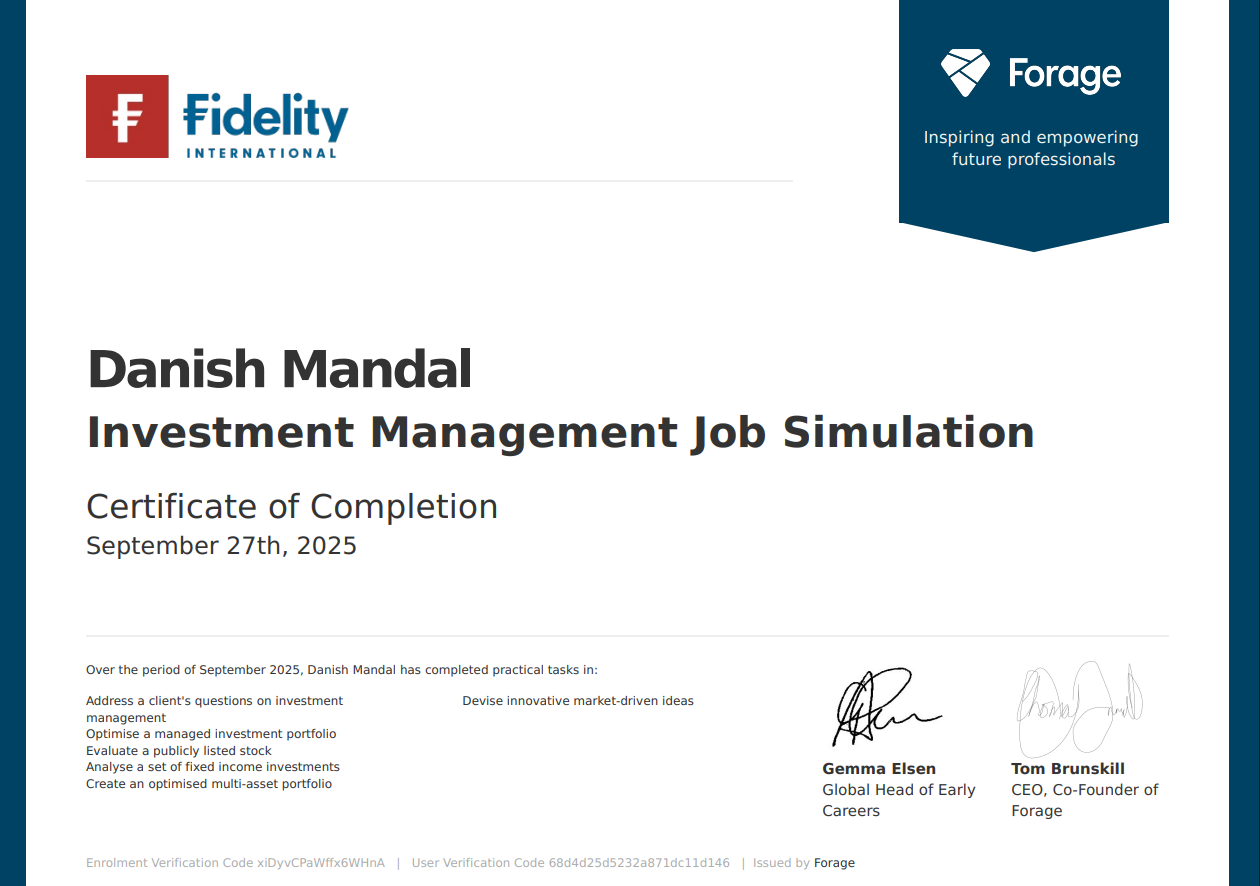 Fidelity
INTERNATIONAL
Forage
Inspiring and empowering
future professionals
Danish Mandal
Investment Management Job Simulation
Certificate of Completion
September 27th, 2025
Over the period of September 2025, Danish Mandal has completed practical tasks in:
Address a client's questions on investment
management
Optimise a managed investment portfolio
Evaluate a publicly listed stock
Analyse a set of fixed income investments
Create an optimised multi-asset portfolio
Devise innovative market-driven ideas
Gemma Elsen
Global Head of Early
Careers
Tom Brunskill
CEO, Co-Founder of
Forage
Enrolment Verification Code xiDyvCPaWffx6WHnA | User Verification Code 68d4d25d5232a871dc11d146 | Issued by Forage